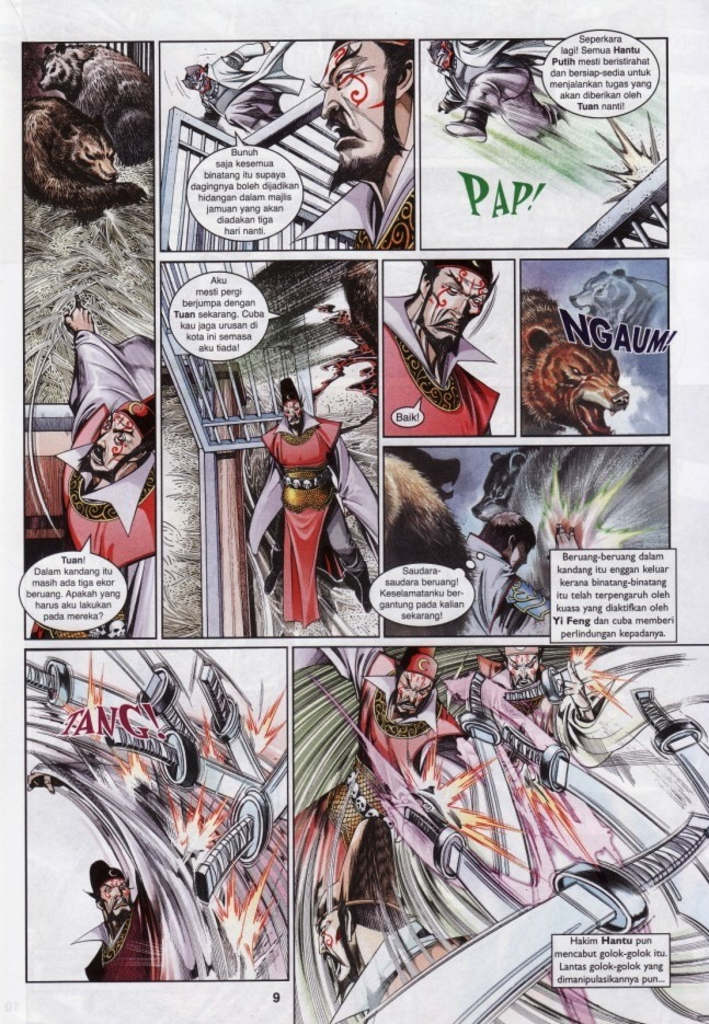 Tuan!
Dalam kandang itu
masih ada tiga ekor
beruang. Apakah yang
harus aku lakukan
pada mereka?
Bunuh
saja kesemua
binatang itu supaya
dagingnya boleh dijadikan
hidangan dalam majlis
jamuan yang akan
diadakan tiga
hari nanti.
Seperkara
lagi! Semua Hantu
Putih mesti beristirahat
dan bersiap-sedia untuk
menjalankan tugas yang
akan diberikan oleh
Tuan nanti!
PAP!
Aku
mesti pergi
berjumpa dengan
Tuan sekarang. Cuba
kau jaga urusan di
kota ini semasa
aku tiada!
Baik!
NGAUM!
Saudara-
saudara beruang!
Keselamatanku ber-
gantung pada kalian
sekarang!
Beruang-beruang dalam
kandang itu enggan keluar
kerana binatang-binatang
itu telah terpengaruh oleh
kuasa yang diaktifkan oleh
Yi Feng dan cuba memberi
perlindungan kepadanya.
TANG!
Hakim Hantu pun
mencabut golok-golok itu.
Lantas golok-golok yang
dimanipulasikannya pun...
9